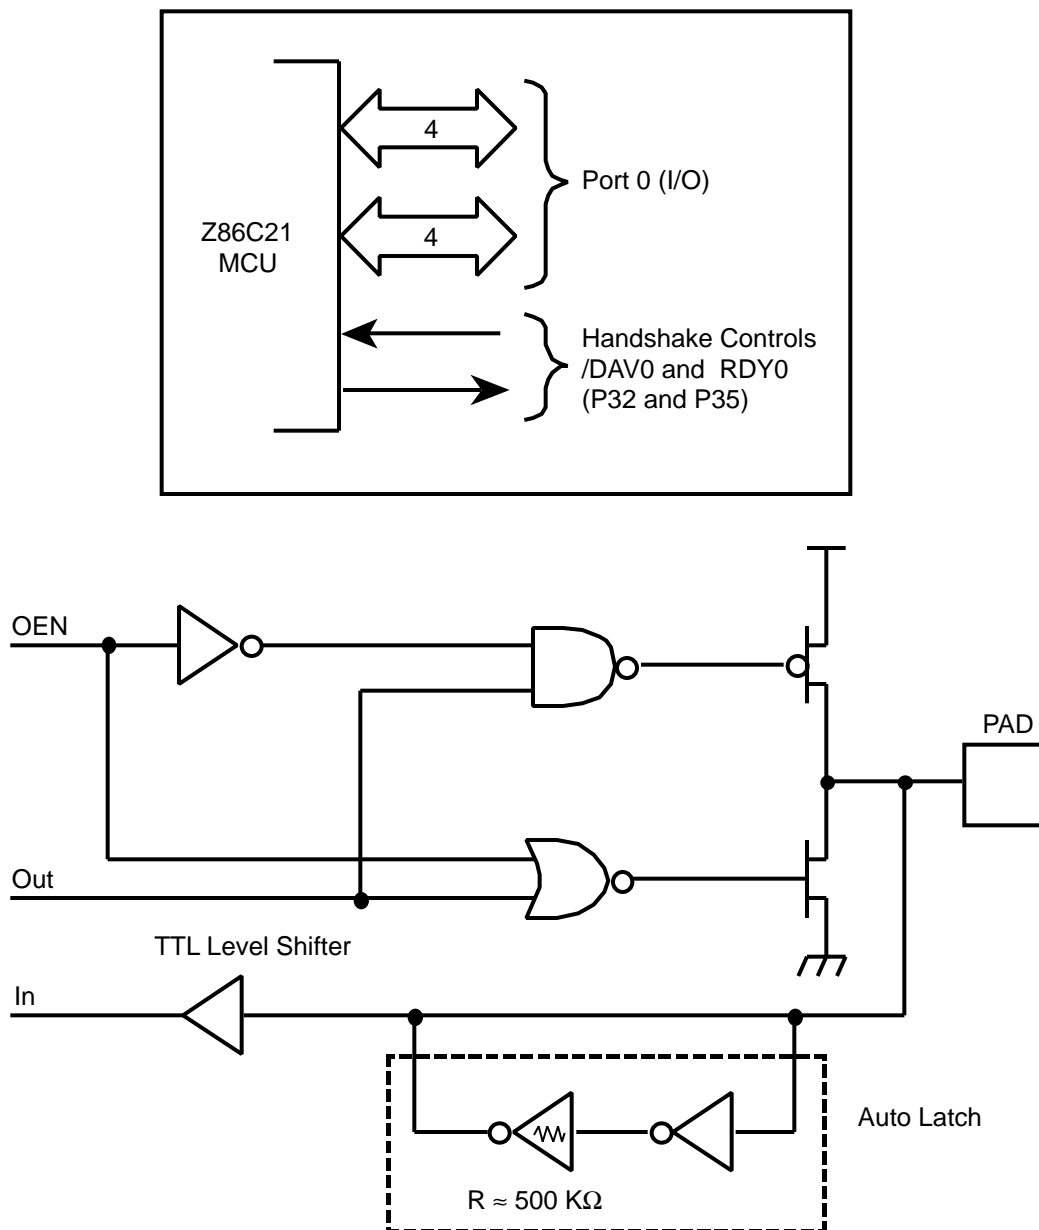 4
Port 0 (I/O)
Z86C21
MCU
4
Handshake Controls
/DAV0 and RDY0
(P32 and P35)
OEN
PAD
Out
TTL Level Shifter
In
Auto Latch
R ≈ 500 KΩ